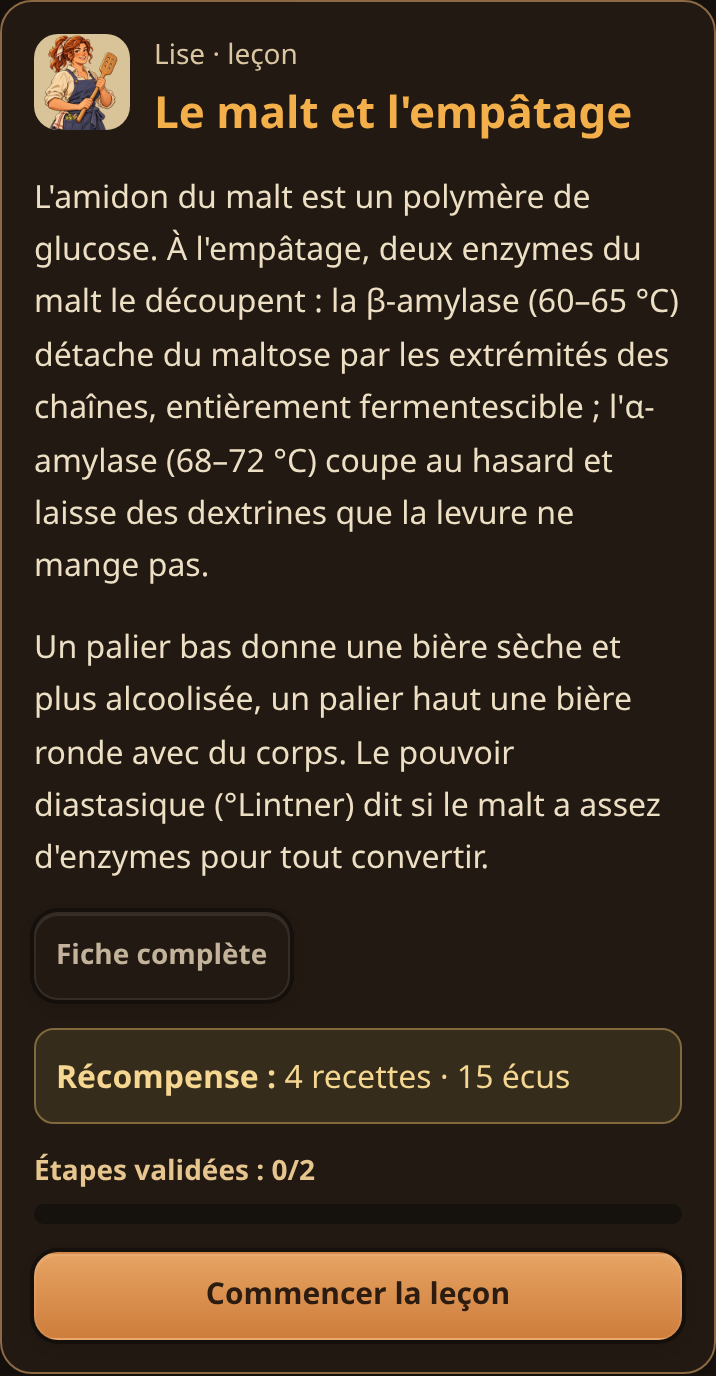 Lise · leçon
Le malt et l'empâtage
L'amidon du malt est un polymère de
glucose. À l'empâtage, deux enzymes du
malt le découpent : la β-amylase (60–65 °C)
détache du maltose par les extrémités des
chaînes, entièrement fermentescible ; l'α-
amylase (68–72 °C) coupe au hasard et
laisse des dextrines que la levure ne
mange pas.
Un palier bas donne une bière sèche et
plus alcoolisée, un palier haut une bière
ronde avec du corps. Le pouvoir
diastasique (°Lintner) dit si le malt a assez
d'enzymes pour tout convertir.
Fiche complète
Récompense : 4 recettes · 15 écus
Étapes validées : 0/2
Commencer la leçon